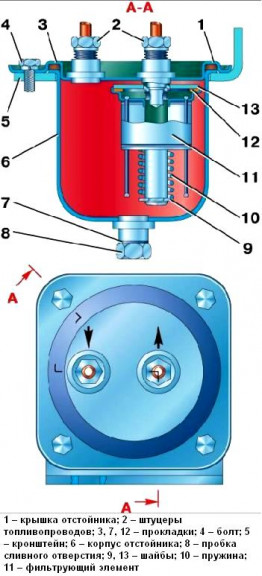 А-А
4 3 2 1
5
6
7
8
13
12
11
10
9
А
А
1 – крышка отстойника; 2 – штуцеры
топливопроводов; 3, 7, 12 – прокладки; 4 – болт; 5
– кронштейн; 6 – корпус отстойника; 8 – пробка
сливного отверстия; 9, 13 – шайбы; 10 – пружина;
11 – фильтрующий элемент